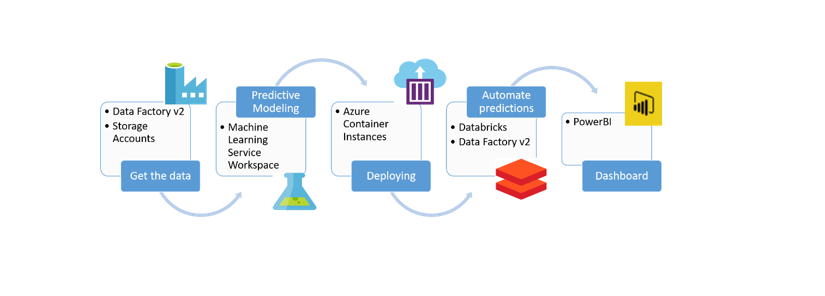 • Data Factory v2
• Storage
Accounts
Get the data
Predictive
Modeling
• Machine
Learning
Service
Workspace
• Azure
Container
Instances
Deploying
Automate
predictions
• Databricks
• Data Factory v2
• PowerBI
Dashboard